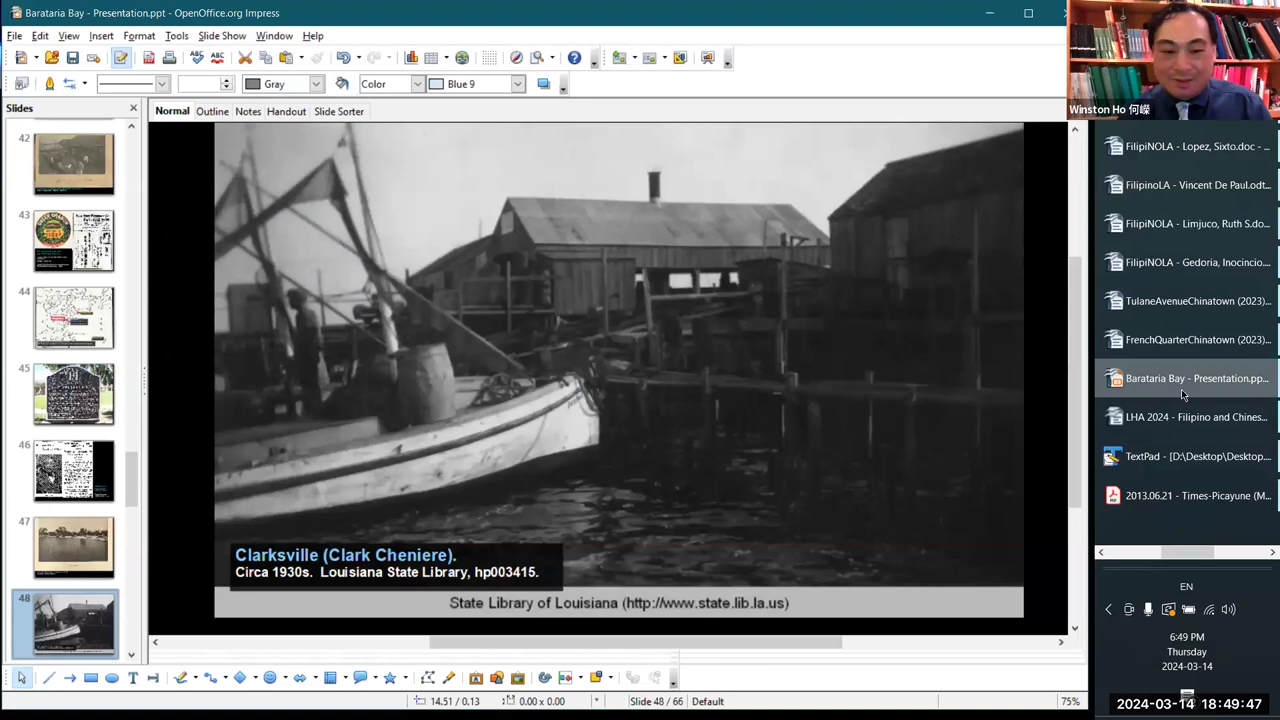 Barataria Bay - Presentation.ppt - OpenOffice.org Impress
File Edit View Insert Format Tools Slide Show Window Help
Gray
Color
Blue 9
Slides
Normal Outline Notes Handout Slide Sorter
42
43
44
45
46
47
48
Clarksville (Clark Cheniere).
Circa 1930s. Louisiana State Library, hp003415.
State Library of Louisiana (http://www.state.lib.la.us)
14.51 / 0.13
0.00 x 0.00
*
Slide 48 / 66
Default
75%
Winston Ho 何嶸
FilipiNOLA - Lopez, Sixto.doc - ...
FilipinoLA - Vincent De Paul.odt...
FilipiNOLA - Limjuco, Ruth S.do...
FilipiNOLA - Gedoria, Inocincio...
TulaneAvenueChinatown (2023)...
FrenchQuarterChinatown (2023)...
Barataria Bay - Presentation.pp...
LHA 2024 - Filipino and Chines...
TextPad - [D:\Desktop\Desktop...
2013.06.21 - Times-Picayune (M...
EN
6:49 PM
Thursday
2024-03-14
2024-03-14 18:49:47